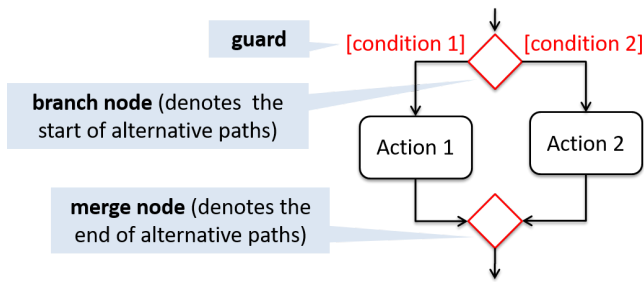 guard
[condition 1]
[condition 2]
branch node (denotes the
start of alternative paths)
Action 1
Action 2
merge node (denotes the
end of alternative paths)